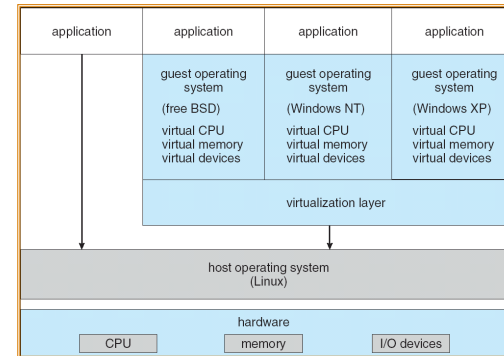 application
application
application
application
guest operating
system
(free BSD)
virtual CPU
virtual memory
virtual devices
guest operating
system
(Windows NT)
virtual CPU
virtual memory
virtual devices
guest operating
system
(Windows XP)
virtual CPU
virtual memory
virtual devices
virtualization layer
host operating system
(Linux)
hardware
CPU
memory
I/O devices